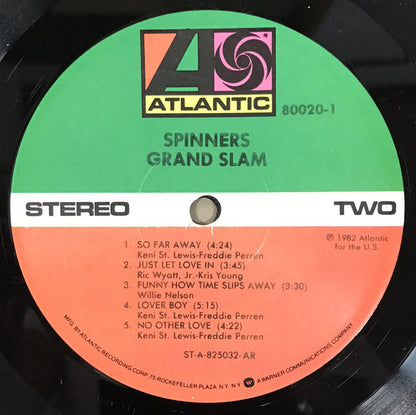 ATLANTIC
80020-1
SPINNERS
GRAND SLAM
STEREO
TWO
℗ 1982 Atlantic
for the U.S.
1. SO FAR AWAY (4:24)
Keni St. Lewis-Freddie Perren
2. JUST LET LOVE IN (3:45)
Ric Wyatt, Jr.-Kris Young
3. FUNNY HOW TIME SLIPS AWAY (3:30)
Willie Nelson
4. LOVER BOY (5:15)
Keni St. Lewis-Freddie Perren
5. NO OTHER LOVE (4:22)
Keni St. Lewis-Freddie Perren
ST-A-825032-AR
MFG. BY ATLANTIC RECORDING CORP. 75 ROCKEFELLER PLAZA, N.Y. N.Y. A WARNER COMMUNICATIONS COMPANY